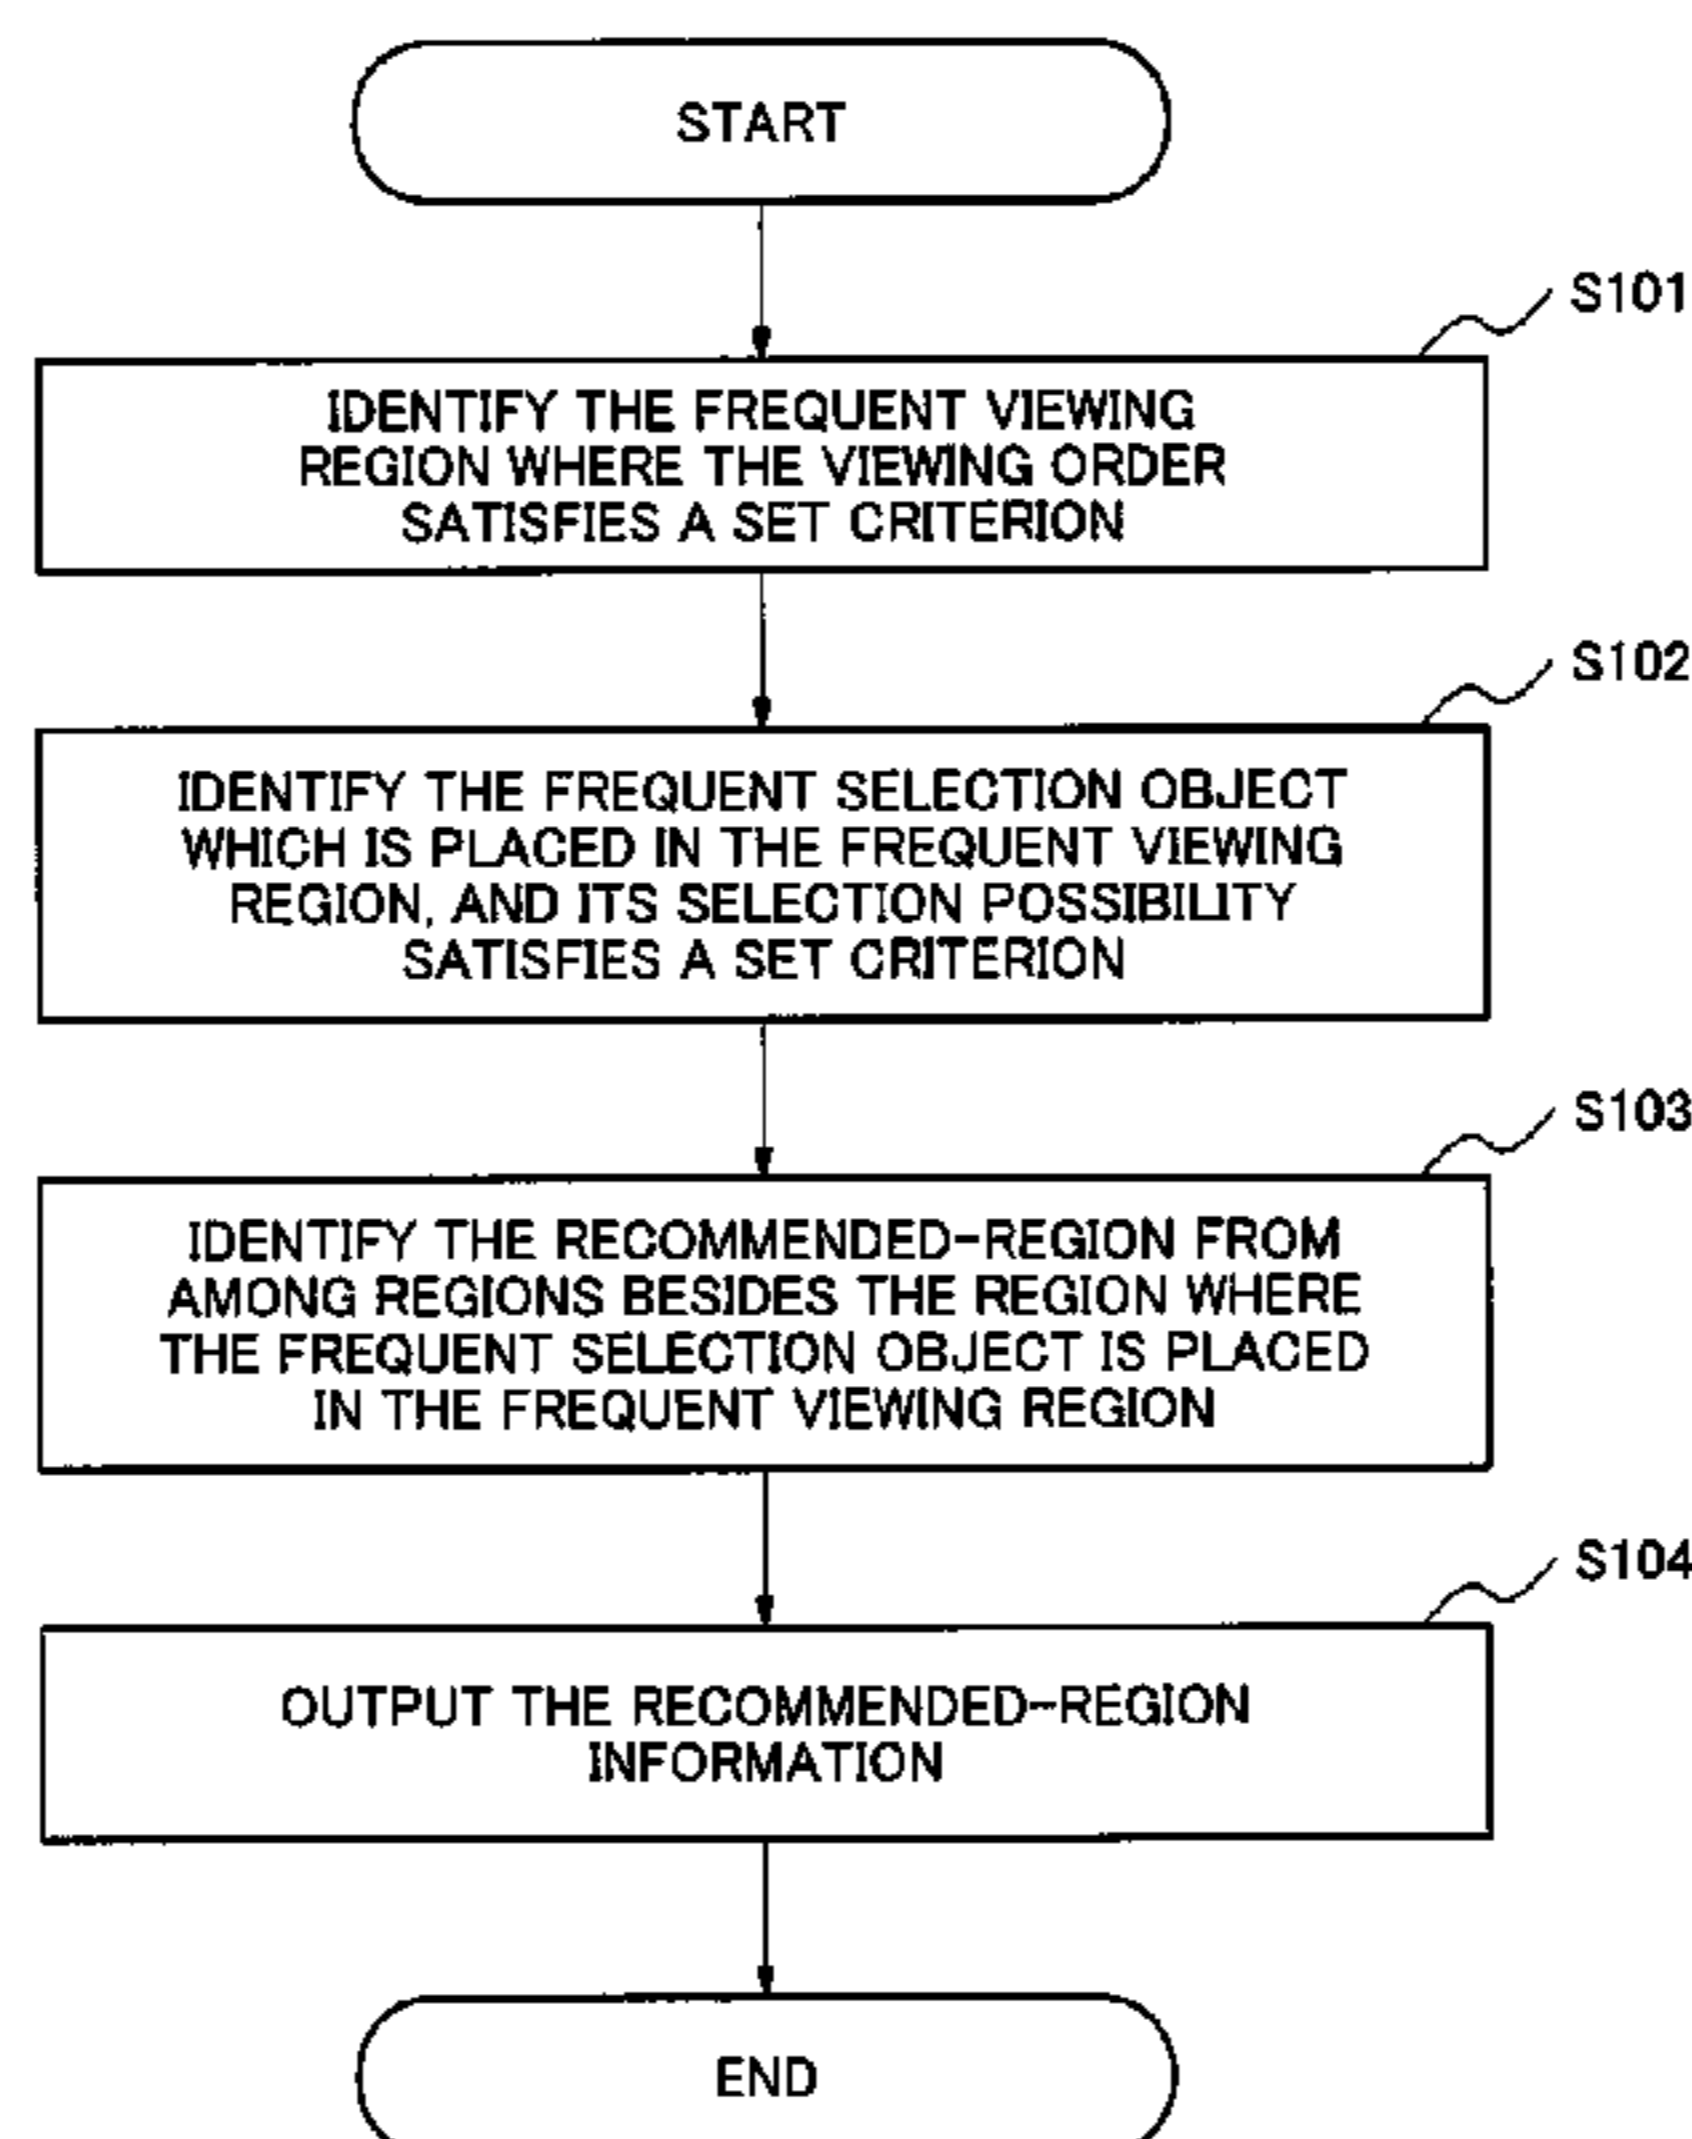 START
S101
IDENTIFY THE FREQUENT VIEWING
REGION WHERE THE VIEWING ORDER
SATISFIES A SET CRITERION
S102
IDENTIFY THE FREQUENT SELECTION OBJECT
WHICH IS PLACED IN THE FREQUENT VIEWING
REGION, AND ITS SELECTION POSSIBILITY
SATISFIES A SET CRITERION
S103
IDENTIFY THE RECOMMENDED-REGION FROM
AMONG REGIONS BESIDES THE REGION WHERE
THE FREQUENT SELECTION OBJECT IS PLACED
IN THE FREQUENT VIEWING REGION
S104
OUTPUT THE RECOMMENDED-REGION
INFORMATION
END